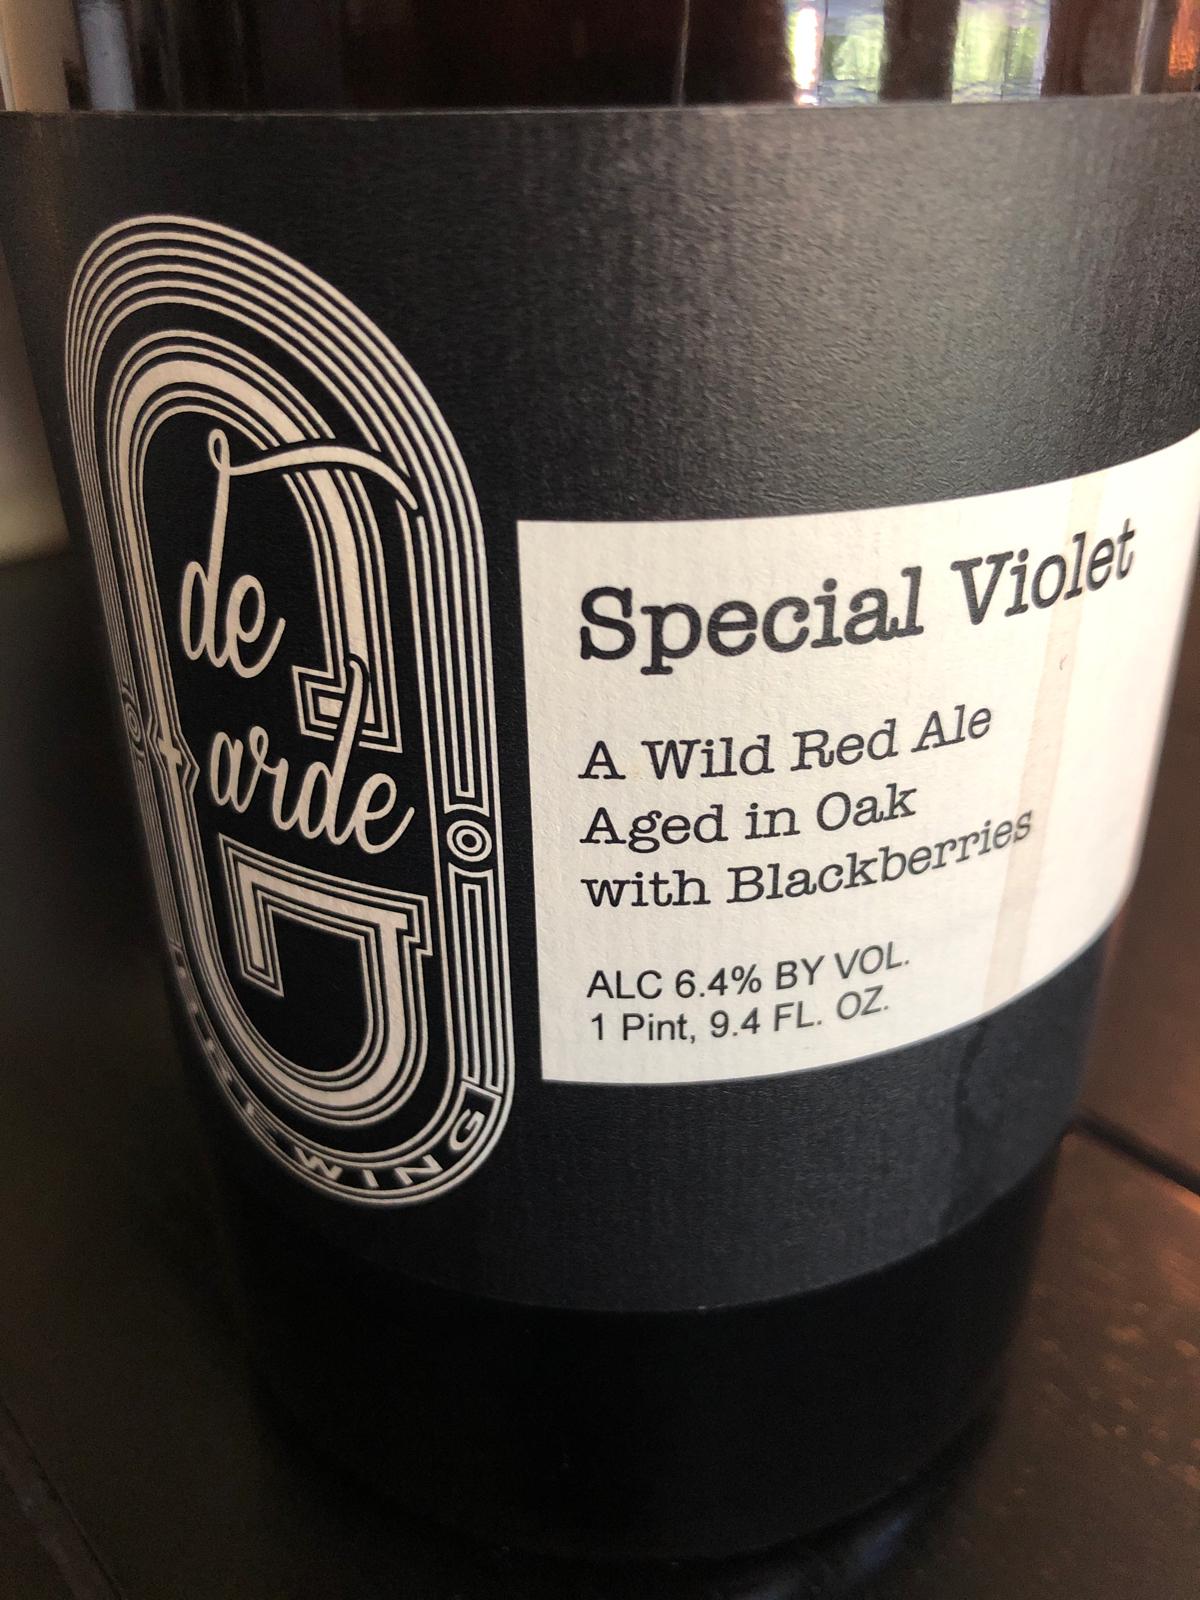 de
Garde
BREWING
Special Violet
A Wild Red Ale
Aged in Oak
with Blackberries
ALC 6.4% BY VOL.
1 Pint, 9.4 FL. OZ.